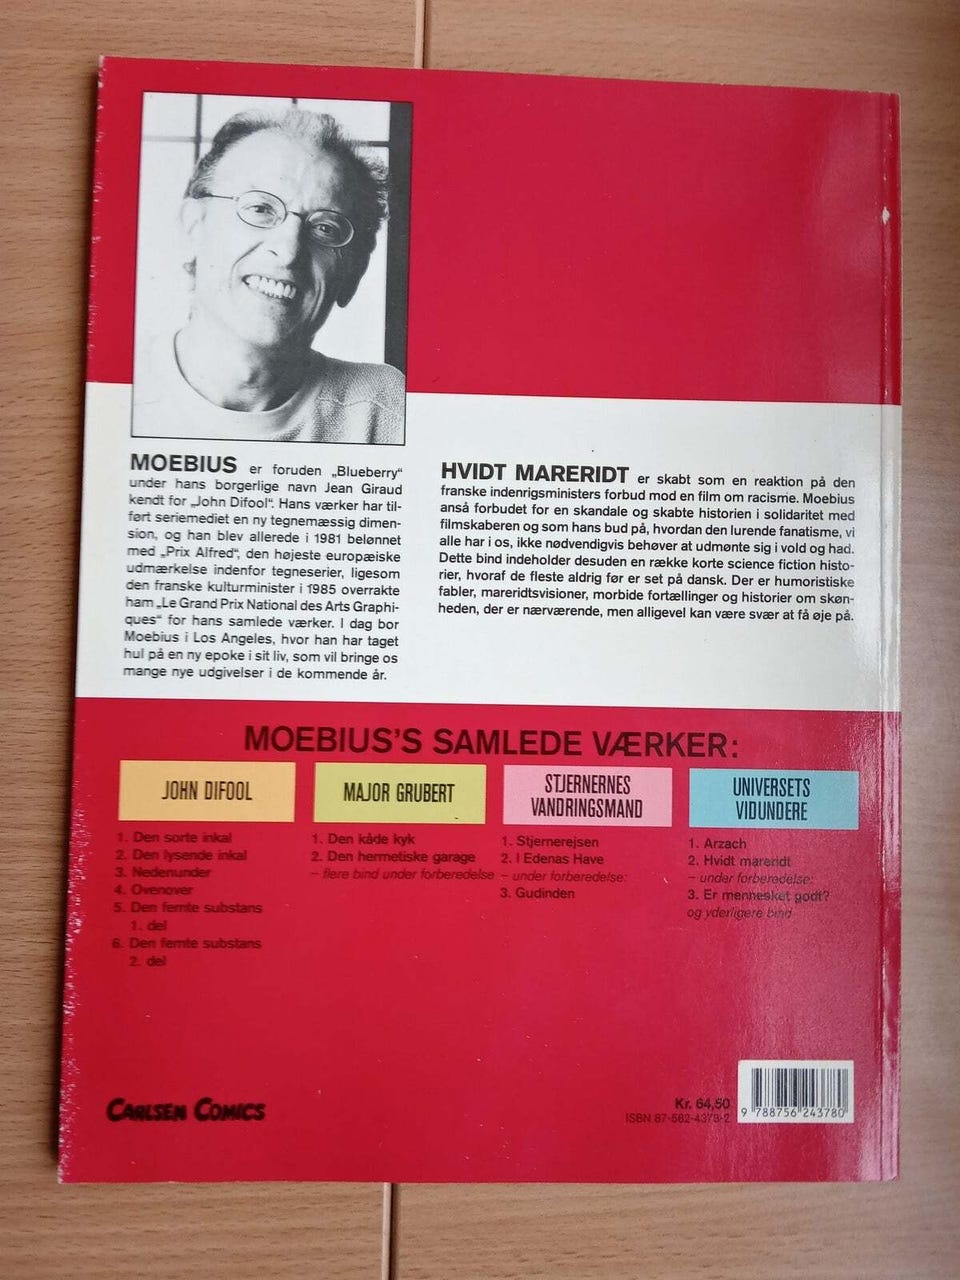 MOEBIUS er foruden „Blueberry“
under hans borgerlige navn Jean Giraud
kendt for „John Difool“. Hans værker har til-
ført seriemediet en ny tegnemæssig dimen-
sion, og han blev allerede i 1981 belønnet
med „Prix Alfred“, den højeste europæiske
udmærkelse indenfor tegneserier, ligesom
den franske kulturminister i 1985 overrakte
ham „Le Grand Prix National des Arts Graphi-
ques“ for hans samlede værker. I dag bor
Moebius i Los Angeles, hvor han har taget
hul på en ny epoke i sit liv, som vil bringe os
mange nye udgivelser i de kommende år.
HVIDT MARERIDT er skabt som en reaktion på den
franske indenrigsministers forbud mod en film om racisme. Moebius
anså forbudet for en skandale og skabte historien i solidaritet med
filmskaberen og som hans bud på, hvordan den lurende fanatisme, vi
alle har i os, ikke nødvendigvis behøver at udmønte sig i vold og had.
Dette bind indeholder desuden en række korte science fiction histo-
rier, hvoraf de fleste aldrig før er set på dansk. Der er humoristiske
fabler, mareridtsvisioner, morbide fortællinger og historier om skøn-
heden, der er nærværende, men alligevel kan være svær at få øje på.
MOEBIUS'S SAMLEDE VÆRKER:
JOHN DIFOOL
1. Den sorte inkal
2. Den lysende inkal
3. Nedenunder
4. Ovenover
5. Den femte substans
1. del
6. Den femte substans
2. del
MAJOR GRUBERT
1. Den kåde kyk
2. Den hermetiske garage
– flere bind under forberedelse
STJERNERNES
VANDRINGSMAND
1. Stjernerejsen
2. I Edenas Have
– under forberedelse:
3. Gudinden
UNIVERSETS
VIDUNDERE
1. Arzach
2. Hvidt mareridt
– under forberedelse:
3. Er mennesket godt?
og yderligere bind
CARLSEN COMICS
Kr. 64,50
ISBN 87-562-4378-2
9 788756 243780